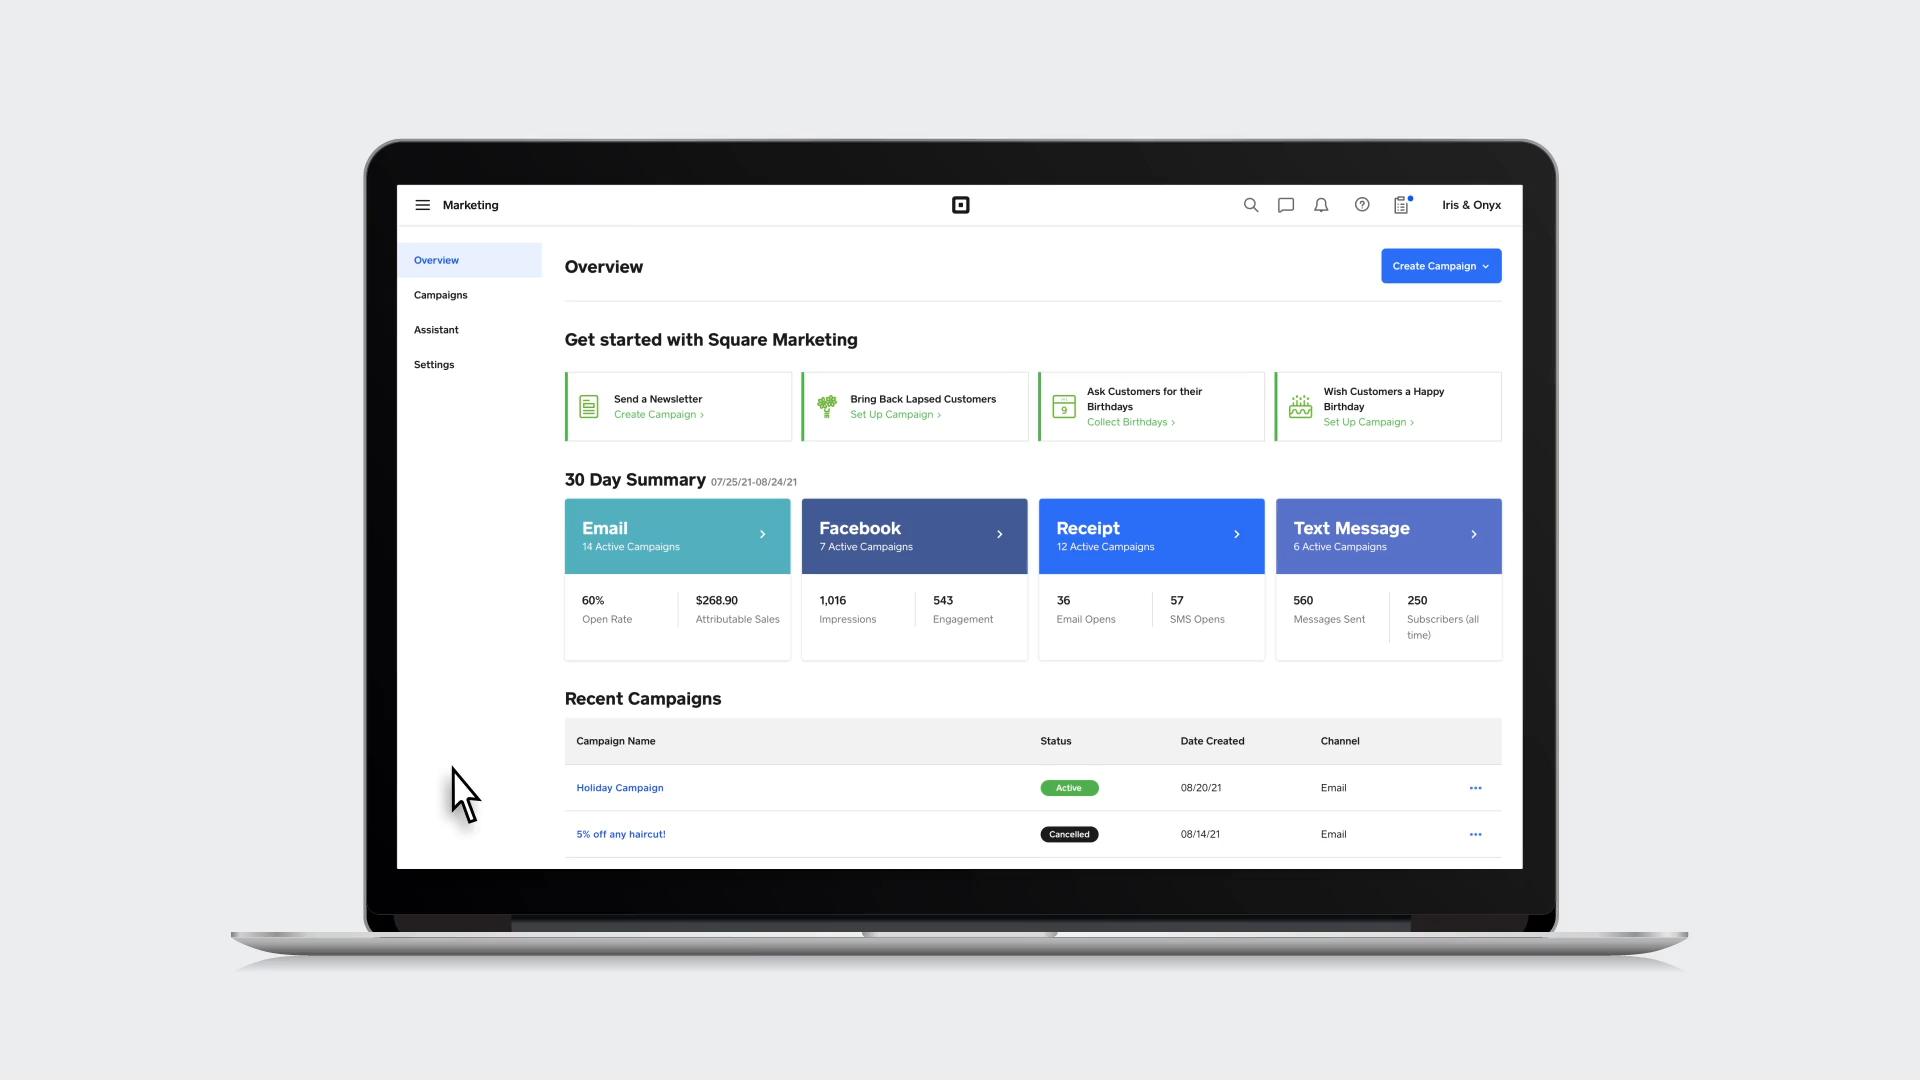 Marketing
Iris & Onyx
Overview
Campaigns
Assistant
Settings
Overview
Create Campaign
Get started with Square Marketing
Send a Newsletter
Create Campaign >
Bring Back Lapsed Customers
Set Up Campaign >
9
Ask Customers for their
Birthdays
Collect Birthdays >
Wish Customers a Happy
Birthday
Set Up Campaign >
30 Day Summary 07/25/21-08/24/21
Email
14 Active Campaigns
60%
Open Rate
$268.90
Attributable Sales
Facebook
7 Active Campaigns
1,016
Impressions
543
Engagement
Receipt
12 Active Campaigns
36
Email Opens
57
SMS Opens
Text Message
6 Active Campaigns
560
Messages Sent
250
Subscribers (all
time)
Recent Campaigns
Campaign Name Status Date Created Channel
Holiday Campaign Active 08/20/21 Email
5% off any haircut! Cancelled 08/14/21 Email